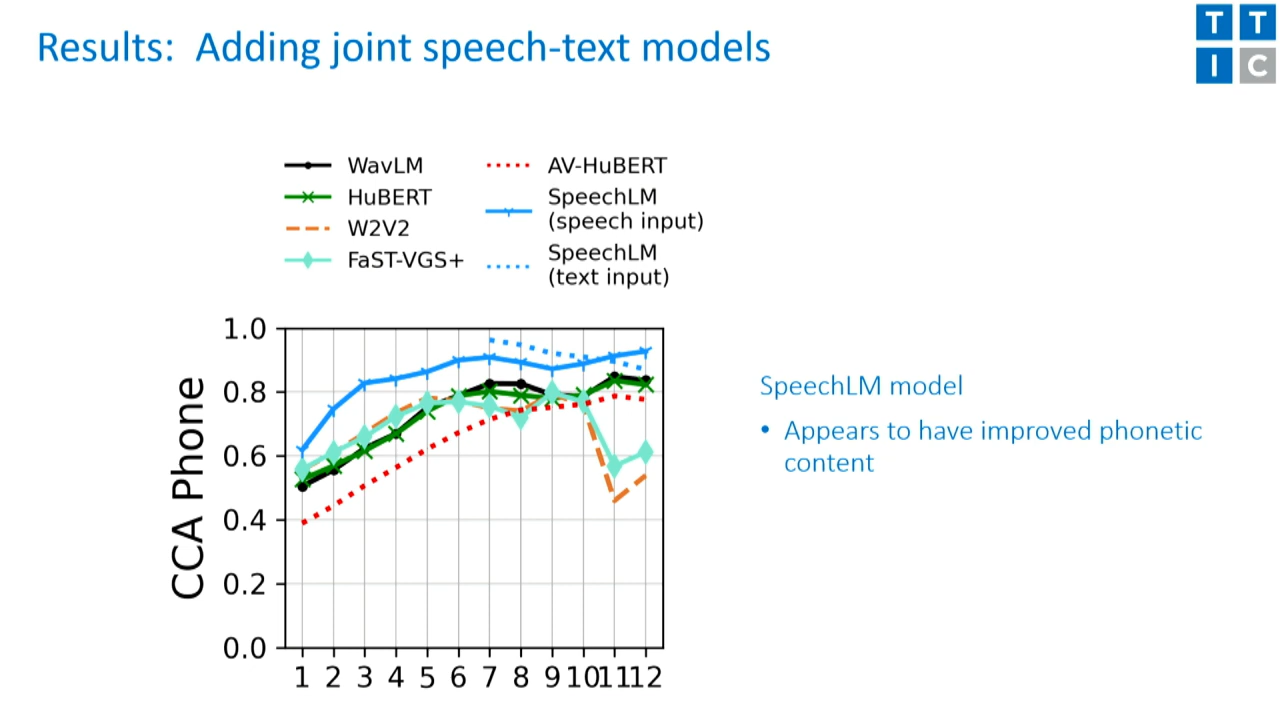 Results: Adding joint speech-text models
T T
I C
WavLM
HuBERT
W2V2
FaST-VGS+
AV-HuBERT
SpeechLM
(speech input)
SpeechLM
(text input)
CCA Phone
1.0
0.8
0.6
0.4
0.2
0.0
1 2 3 4 5 6 7 8 9 10 11 12
SpeechLM model
• Appears to have improved phonetic
content